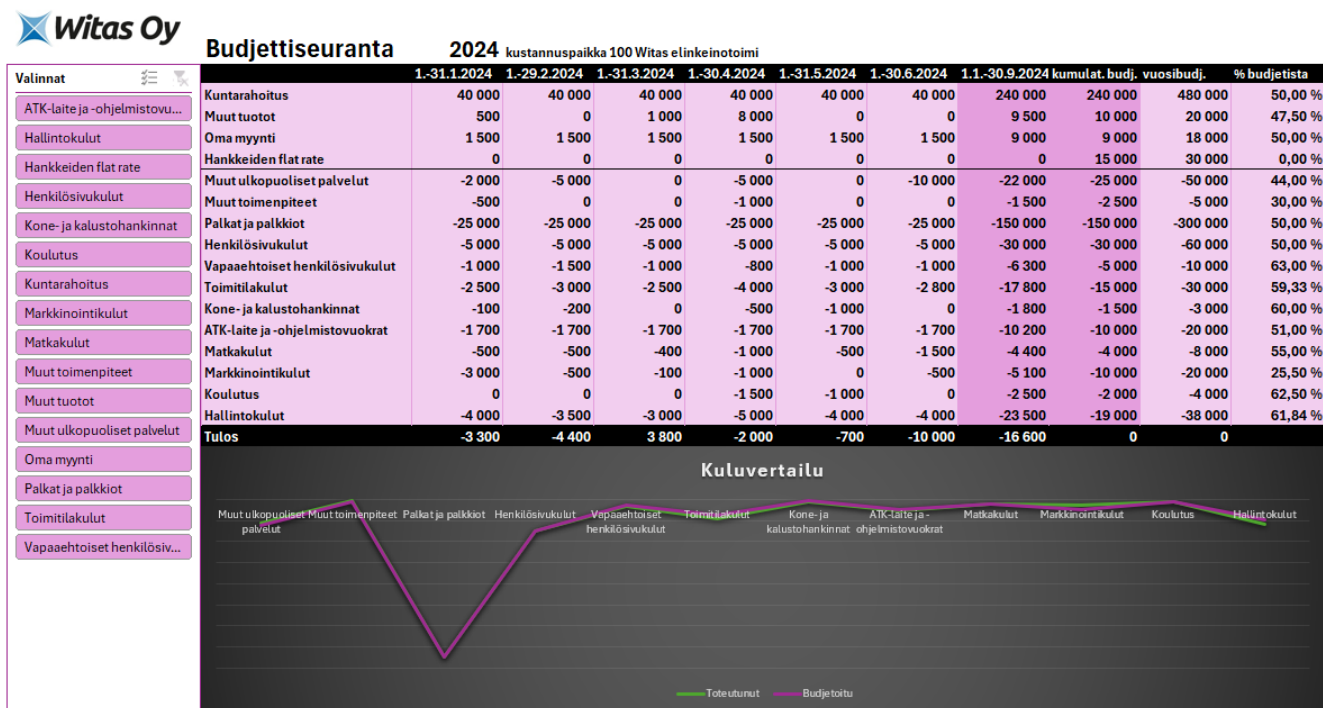 Witas Oy
Budjettiseuranta 2024 kustannuspaikka 100 Witas elinkeinotoimi
Valinnat
ATK-laite ja -ohjelmistovu...
Hallintokulut
Hankkeiden flat rate
Henkilösivukulut
Kone- ja kalustohankinnat
Koulutus
Kuntarahoitus
Markkinointikulut
Matkakulut
Muut toimenpiteet
Muut tuotot
Muut ulkopuoliset palvelut
Oma myynti
Palkat ja palkkiot
Toimitilakulut
Vapaaehtoiset henkilösiv...
1.-31.1.2024 1.-29.2.2024 1.-31.3.2024 1.-30.4.2024 1.-31.5.2024 1.-30.6.2024 1.1.-30.9.2024 kumulat. budj. vuosibudj. % budjetista
Kuntarahoitus 40 000 40 000 40 000 40 000 40 000 40 000 240 000 240 000 480 000 50,00 %
Muut tuotot 500 0 1 000 8 000 0 0 9 500 10 000 20 000 47,50 %
Oma myynti 1 500 1 500 1 500 1 500 1 500 1 500 9 000 9 000 18 000 50,00 %
Hankkeiden flat rate 0 0 0 0 0 0 0 15 000 30 000 0,00 %
Muut ulkopuoliset palvelut -2 000 -5 000 0 -5 000 0 -10 000 -22 000 -25 000 -50 000 44,00 %
Muut toimenpiteet -500 0 0 -1 000 0 0 -1 500 -2 500 -5 000 30,00 %
Palkat ja palkkiot -25 000 -25 000 -25 000 -25 000 -25 000 -25 000 -150 000 -150 000 -300 000 50,00 %
Henkilösivukulut -5 000 -5 000 -5 000 -5 000 -5 000 -5 000 -30 000 -30 000 -60 000 50,00 %
Vapaaehtoiset henkilösivukulut -1 000 -1 500 -1 000 -800 -1 000 -1 000 -6 300 -5 000 -10 000 63,00 %
Toimitilakulut -2 500 -3 000 -2 500 -4 000 -3 000 -2 800 -17 800 -15 000 -30 000 59,33 %
Kone- ja kalustohankinnat -100 -200 0 -500 -1 000 0 -1 800 -1 500 -3 000 60,00 %
ATK-laite ja -ohjelmistovuokrat -1 700 -1 700 -1 700 -1 700 -1 700 -1 700 -10 200 -10 000 -20 000 51,00 %
Matkakulut -500 -500 -400 -1 000 -500 -1 500 -4 400 -4 000 -8 000 55,00 %
Markkinointikulut -3 000 -500 -100 -1 000 0 -500 -5 100 -10 000 -20 000 25,50 %
Koulutus 0 0 0 -1 500 -1 000 0 -2 500 -2 000 -4 000 62,50 %
Hallintokulut -4 000 -3 500 -3 000 -5 000 -4 000 -4 000 -23 500 -19 000 -38 000 61,84 %
Tulos -3 300 -4 400 3 800 -2 000 -700 -10 000 -16 600 0 0
Kuluvertailu
Muut ulkopuoliset palvelut
Muut toimenpiteet
Palkat ja palkkiot
Henkilösivukulut
Vapaaehtoiset henkilösivukulut
Toimitilakulut
Kone- ja kalustohankinnat
ATK-laite ja -ohjelmistovuokrat
Matkakulut
Markkinointikulut
Koulutus
Hallintokulut
Toteutunut Budjetoitu